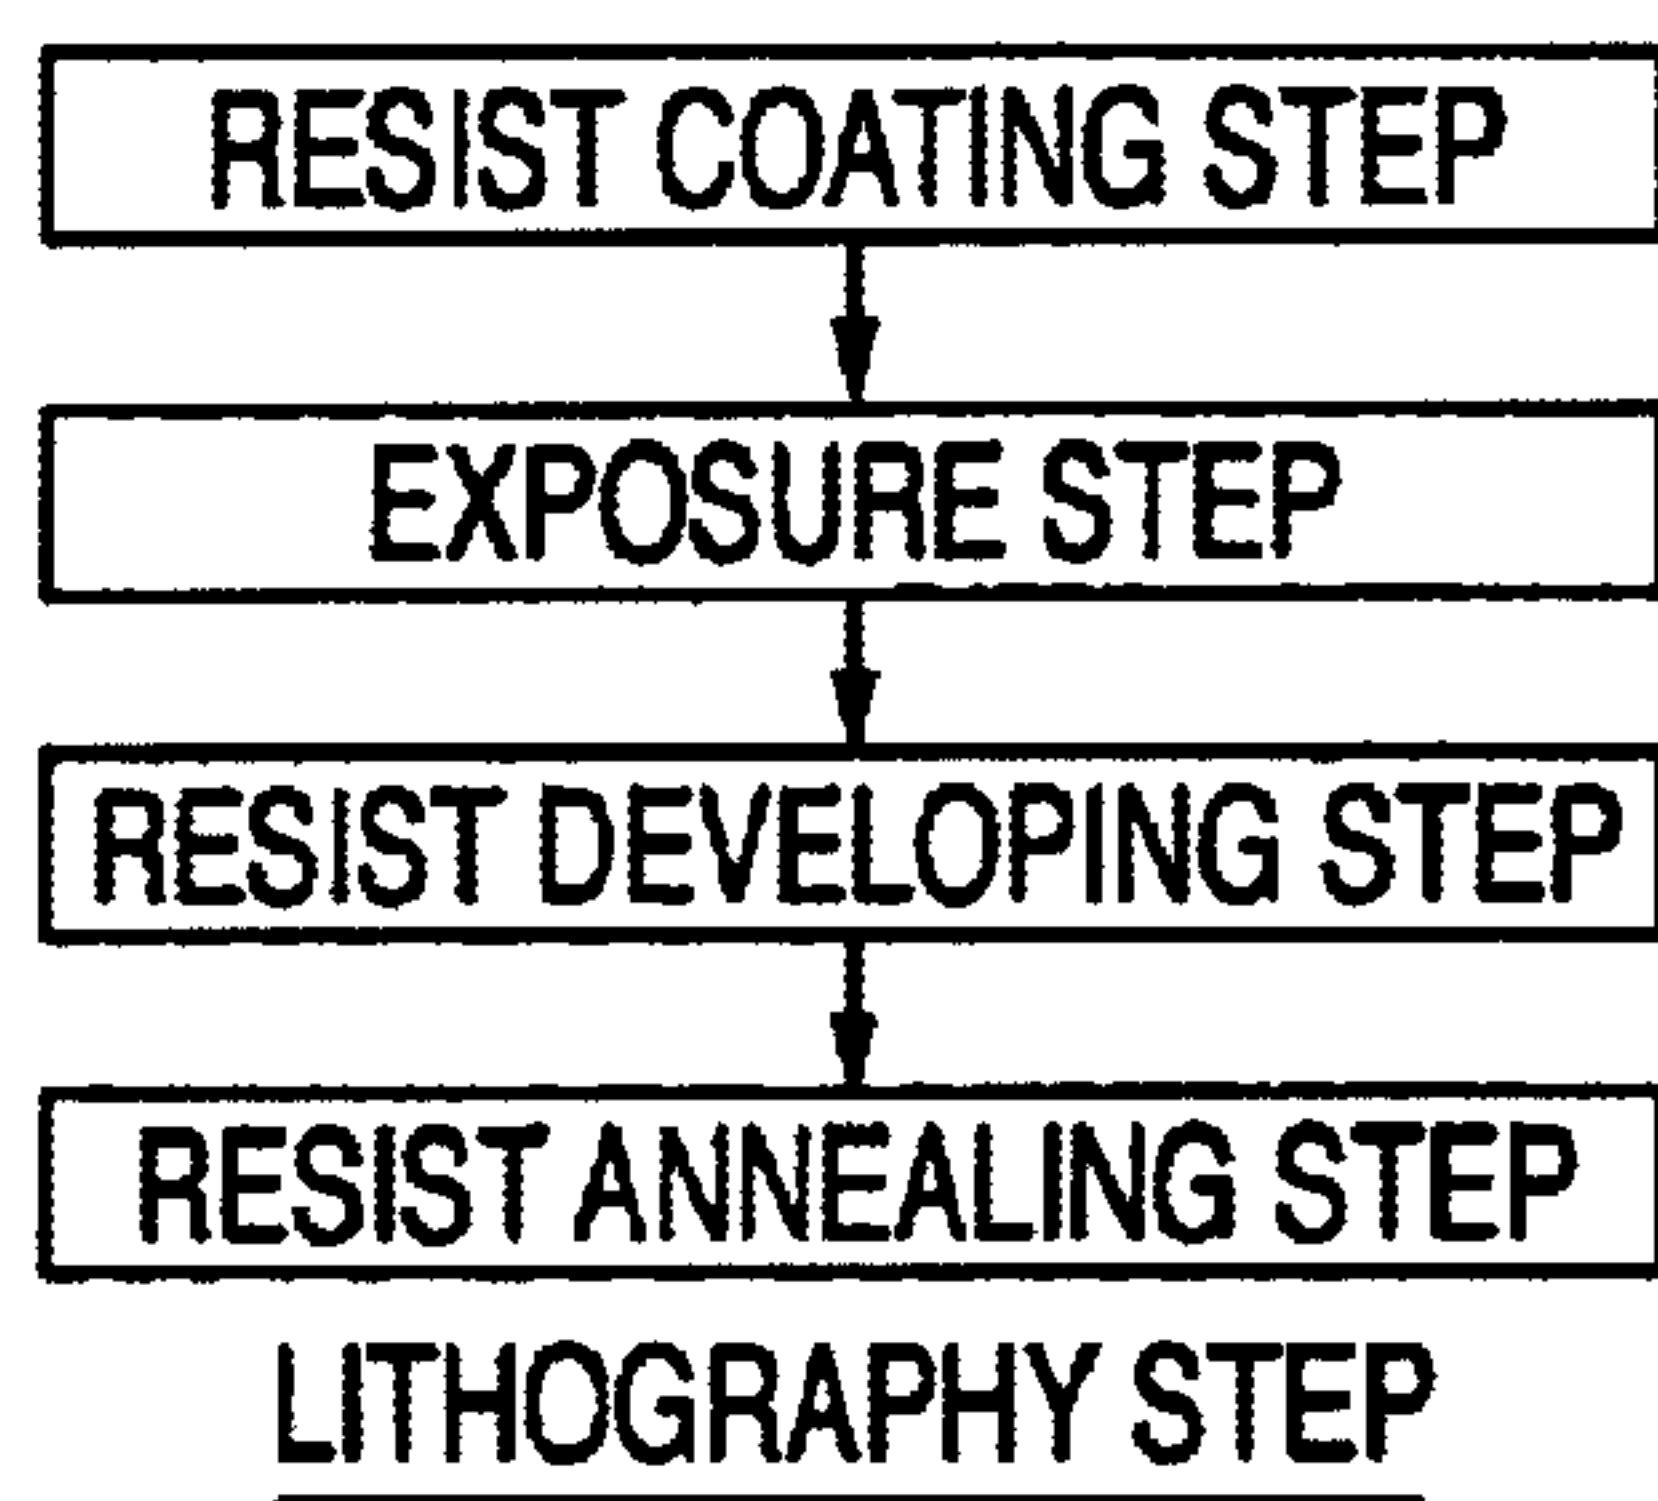 RESIST COATING STEP
EXPOSURE STEP
RESIST DEVELOPING STEP
RESIST ANNEALING STEP
LITHOGRAPHY STEP